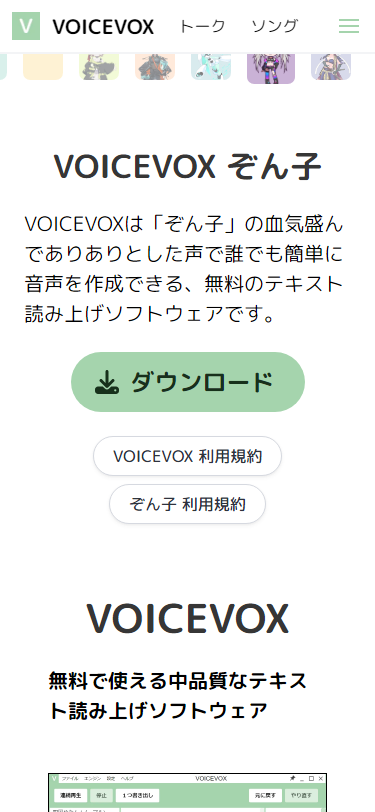 V VOICEVOX トーク ソング
VOICEVOX ぞん子
VOICEVOXは「ぞん子」の血気盛ん
でありありとした声で誰でも簡単に
音声を作成できる、無料のテキスト
読み上げソフトウェアです。
ダウンロード
VOICEVOX 利用規約
ぞん子 利用規約
VOICEVOX
無料で使える中品質なテキス
ト読み上げソフトウェア
V ファイル エンジン 設定 ヘルプ VOICEVOX
連続再生 停止 1つ書き出し 元に戻す やり直す